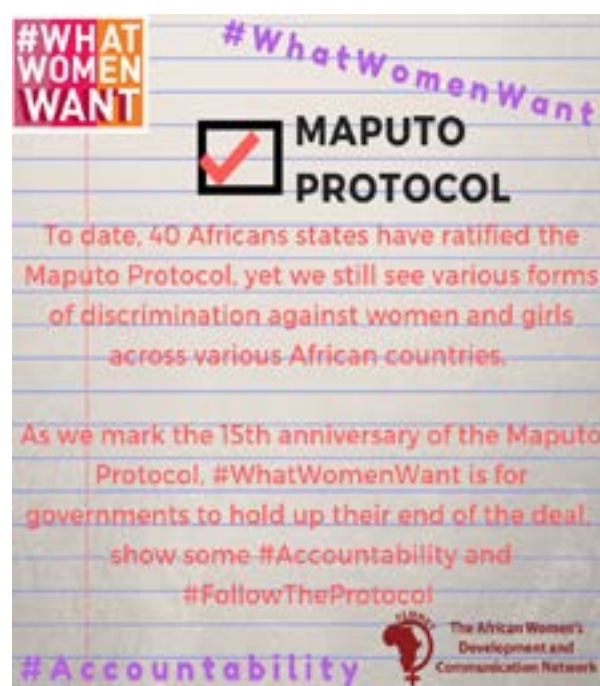 #WHAT
WOMEN
WANT
#WhatWomenWant
MAPUTO
PROTOCOL
To date, 40 Africans states have ratified the
Maputo Protocol, yet we still see various forms
of discrimination against women and girls
across various African countries.
As we mark the 15th anniversary of the Maputo
Protocol, #WhatWomenWant is for
governments to hold up their end of the deal,
show some #Accountability and
#FollowTheProtocol
FEMNET
The African Women's
Development and
Communication Network
#Accountability